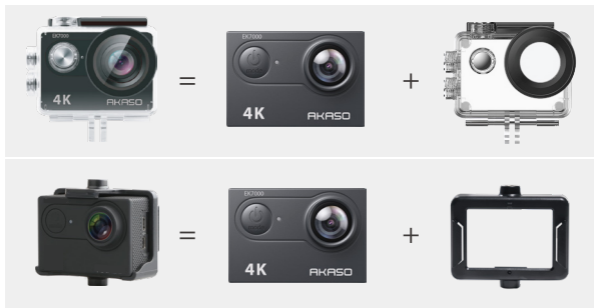 EK7000
4K
AKASO
=
EK7000
4K
AKASO
+
=
EK7000
4K
AKASO
+